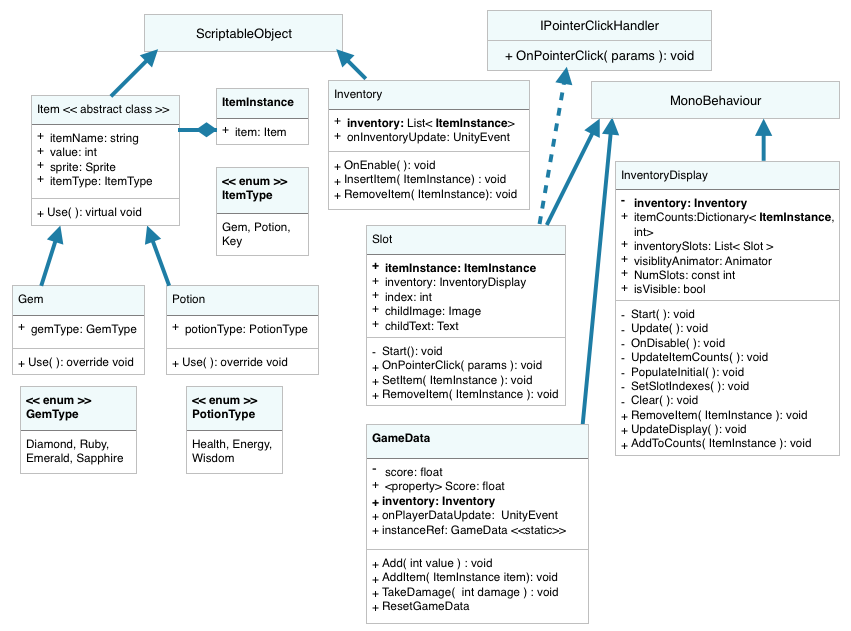 ScriptableObject
IPointerClickHandler
+ OnPointerClick( params ): void
MonoBehaviour
Item << abstract class >>
+ itemName: string
+ value: int
+ sprite: Sprite
+ itemType: ItemType
+ Use( ): virtual void
ItemInstance
+ item: Item
<< enum >>
ItemType
Gem, Potion,
Key
Inventory
+ inventory: List< ItemInstance>
+ onInventoryUpdate: UnityEvent
+ OnEnable( ): void
+ InsertItem( ItemInstance) : void
+ RemoveItem( ItemInstance): void
Gem
+ gemType: GemType
+ Use( ): override void
Potion
+ potionType: PotionType
+ Use( ): override void
<< enum >>
GemType
Diamond, Ruby,
Emerald, Sapphire
<< enum >>
PotionType
Health, Energy,
Wisdom
Slot
+ itemInstance: ItemInstance
+ inventory: InventoryDisplay
+ index: int
+ childImage: Image
+ childText: Text
- Start(): void
+ OnPointerClick( params ) : void
+ SetItem( ItemInstance ) : void
+ RemoveItem( ItemInstance ) : void
InventoryDisplay
- inventory: Inventory
+ itemCounts:Dictionary< ItemInstance,
int>
+ inventorySlots: List< Slot >
+ visiblityAnimator: Animator
+ NumSlots: const int
+ isVisible: bool
- Start( ): void
- Update( ): void
- OnDisable( ): void
- UpdateItemCounts( ): void
- PopulateInitial( ): void
- SetSlotIndexes( ): void
- Clear( ): void
+ RemoveItem( ItemInstance ): void
+ UpdateDisplay( ): void
+ AddToCounts( ItemInstance ): void
GameData
- score: float
+ <property> Score: float
+ inventory: Inventory
+ onPlayerDataUpdate: UnityEvent
+ instanceRef: GameData <<static>>
+ Add( int value ) : void
+ AddItem( ItemInstance item): void
+ TakeDamage( int damage ) : void
+ ResetGameData